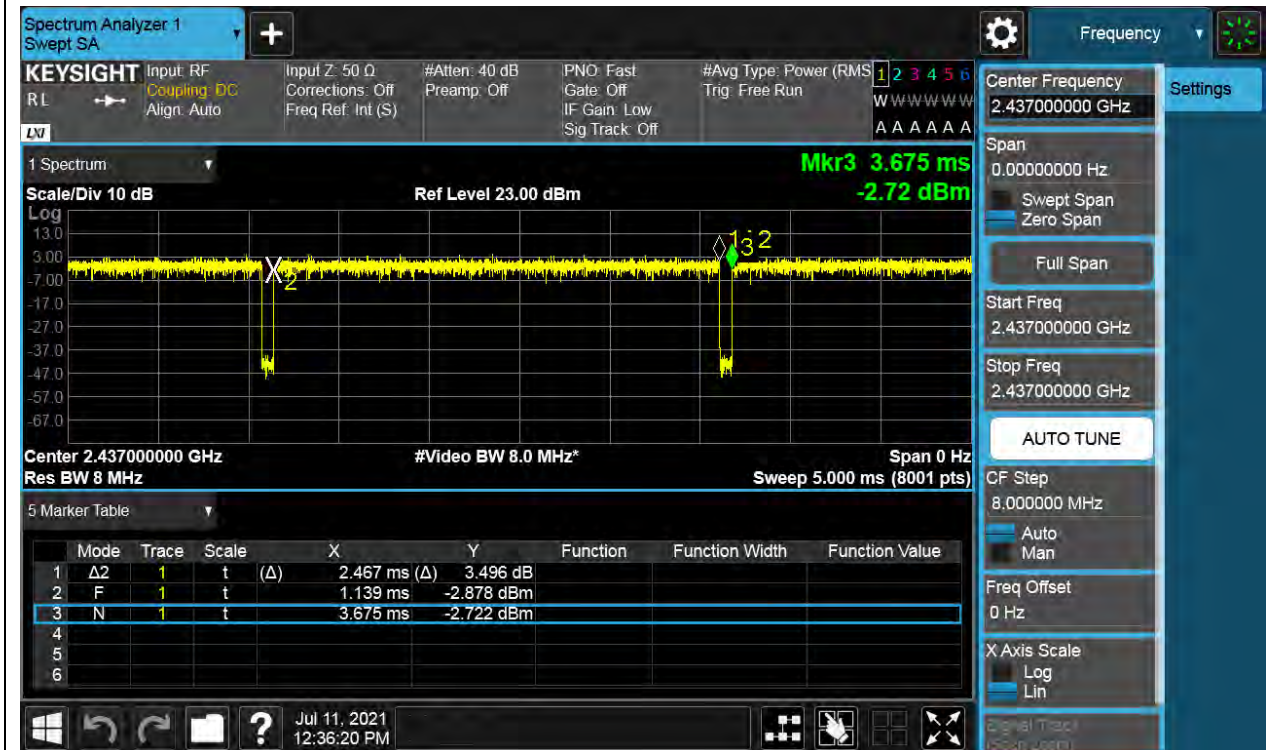 Spectrum Analyzer 1
Swept SA
+
Frequency
KEYSIGHT
RL
LXI
Input: RF
Coupling: DC
Align: Auto
Input Z: 50 Ω
Corrections: Off
Freq Ref: Int (S)
#Atten: 40 dB
Preamp: Off
PNO: Fast
Gate: Off
IF Gain: Low
Sig Track: Off
#Avg Type: Power (RMS
Trig: Free Run
1 2 3 4 5 6
W W W W W W
A A A A A A
Center Frequency
2.437000000 GHz
Settings
1 Spectrum
Mkr3 3.675 ms
Scale/Div 10 dB
Ref Level 23.00 dBm
-2.72 dBm
Log
13.0
3.00
-7.00
-17.0
-27.0
-37.0
-47.0
-57.0
-67.0
X
2
3 2
Center 2.437000000 GHz
#Video BW 8.0 MHz*
Span 0 Hz
Res BW 8 MHz
Sweep 5.000 ms (8001 pts)
5 Marker Table
Mode Trace Scale X Y Function Function Width Function Value
1 Δ2 1 t (Δ) 2.467 ms (Δ) 3.496 dB
2 F 1 t 1.139 ms -2.878 dBm
3 N 1 t 3.675 ms -2.722 dBm
4
5
6
Span
0.00000000 Hz
Swept Span
Zero Span
Full Span
Start Freq
2.437000000 GHz
Stop Freq
2.437000000 GHz
AUTO TUNE
CF Step
8.000000 MHz
Auto
Man
Freq Offset
0 Hz
X Axis Scale
Log
Lin
Signal Track
?
Jul 11, 2021
12:36:20 PM